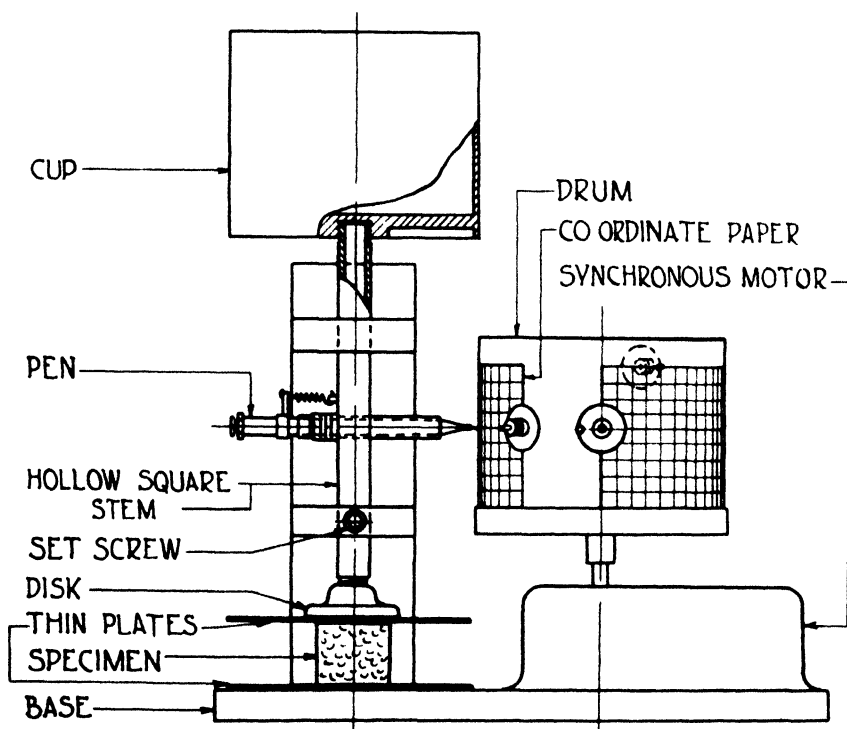 CUP
DRUM
CO ORDINATE PAPER
SYNCHRONOUS MOTOR
PEN
HOLLOW SQUARE
STEM
SET SCREW
DISK
THIN PLATES
SPECIMEN
BASE